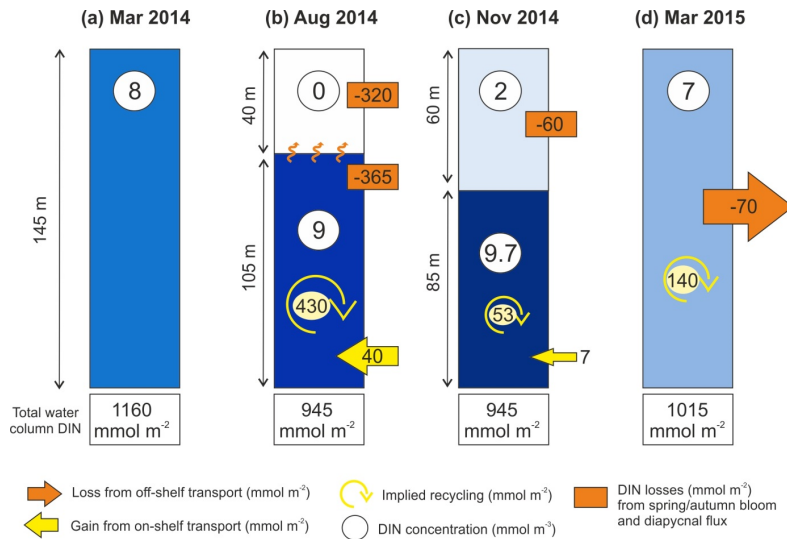 (a) Mar 2014
(b) Aug 2014
(c) Nov 2014
(d) Mar 2015
145 m
8
40 m
105 m
0
-320
-365
9
430
40
60 m
85 m
2
-60
9.7
53
7
7
-70
140
Total water
column DIN
1160
mmol m-2
945
mmol m-2
945
mmol m-2
1015
mmol m-2
Loss from off-shelf transport (mmol m-2)
Gain from on-shelf transport (mmol m-2)
Implied recycling (mmol m-2)
DIN concentration (mmol m-3)
DIN losses (mmol m-2)
from spring/autumn bloom
and diapycnal flux